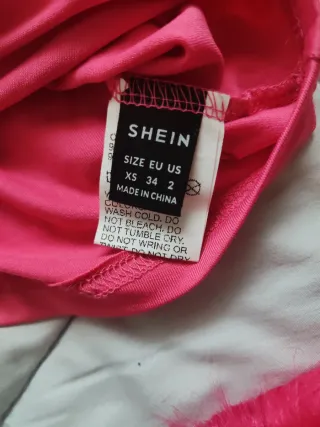 SHEIN
SIZE EU US
XS 34 2
MADE IN CHINA
WASH COLD. DO
NOT BLEACH. DO
NOT TUMBLE DRY.
DO NOT WRING OR